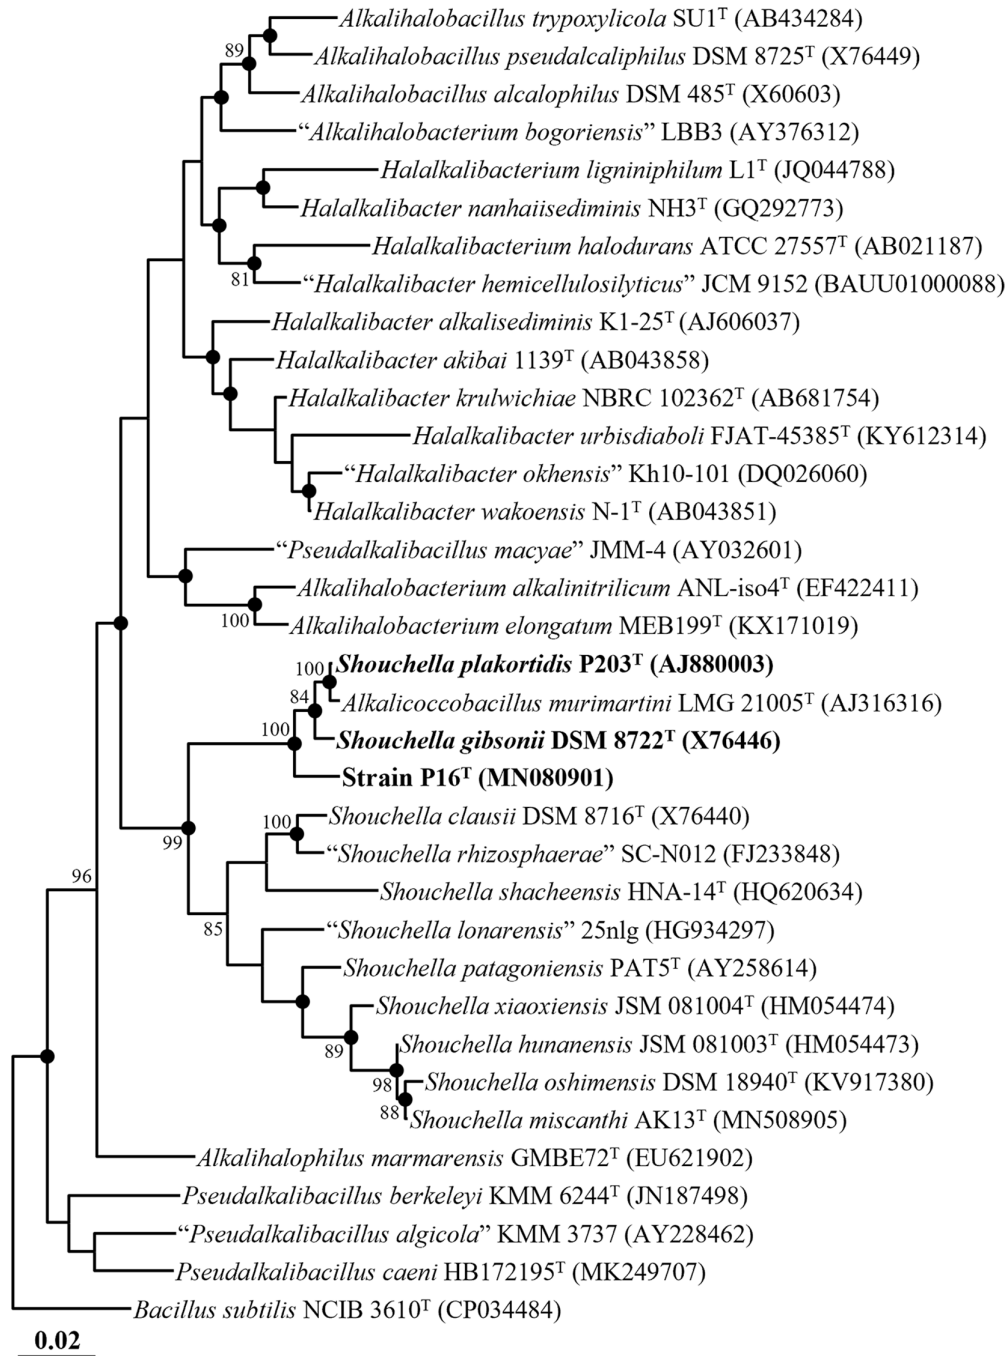 Alkalihalobacillus trypoxylicola SU1ᵀ (AB434284)
89
Alkalihalobacillus pseudalcaliphilus DSM 8725ᵀ (X76449)
Alkalihalobacillus alcalophilus DSM 485ᵀ (X60603)
“Alkalihalobacterium bogoriensis” LBB3 (AY376312)
Halalkalibacterium ligniniphilum L1ᵀ (JQ044788)
Halalkalibacter nanhaiisediminis NH3ᵀ (GQ292773)
Halalkalibacterium halodurans ATCC 27557ᵀ (AB021187)
81
“Halalkalibacter hemicellulosilyticus” JCM 9152 (BAUU01000088)
Halalkalibacter alkalisediminis K1-25ᵀ (AJ606037)
Halalkalibacter akibai 1139ᵀ (AB043858)
Halalkalibacter krulwichiae NBRC 102362ᵀ (AB681754)
Halalkalibacter urbisdiaboli FJAT-45385ᵀ (KY612314)
“Halalkalibacter okhensis” Kh10-101 (DQ026060)
Halalkalibacter wakoensis N-1ᵀ (AB043851)
“Pseudalkalibacillus macyae” JMM-4 (AY032601)
Alkalihalobacterium alkalinitrilicum ANL-iso4ᵀ (EF422411)
100
Alkalihalobacterium elongatum MEB199ᵀ (KX171019)
100
Shouchella plakortidis P203ᵀ (AJ880003)
84
Alkalicoccobacillus murimartini LMG 21005ᵀ (AJ316316)
100
Shouchella gibsonii DSM 8722ᵀ (X76446)
Strain P16ᵀ (MN080901)
Shouchella clausii DSM 8716ᵀ (X76440)
100
99
“Shouchella rhizosphaerae” SC-N012 (FJ233848)
96
Shouchella shacheensis HNA-14ᵀ (HQ620634)
85
“Shouchella lonarensis” 25nlg (HG934297)
Shouchella patagoniensis PAT5ᵀ (AY258614)
Shouchella xiaoxiensis JSM 081004ᵀ (HM054474)
89
Shouchella hunanensis JSM 081003ᵀ (HM054473)
98
Shouchella oshimensis DSM 18940ᵀ (KV917380)
88
Shouchella miscanthi AK13ᵀ (MN508905)
Alkalihalophilus marmarensis GMBE72ᵀ (EU621902)
Pseudalkalibacillus berkeleyi KMM 6244ᵀ (JN187498)
“Pseudalkalibacillus algicola” KMM 3737 (AY228462)
Pseudalkalibacillus caeni HB172195ᵀ (MK249707)
Bacillus subtilis NCIB 3610ᵀ (CP034484)
0.02